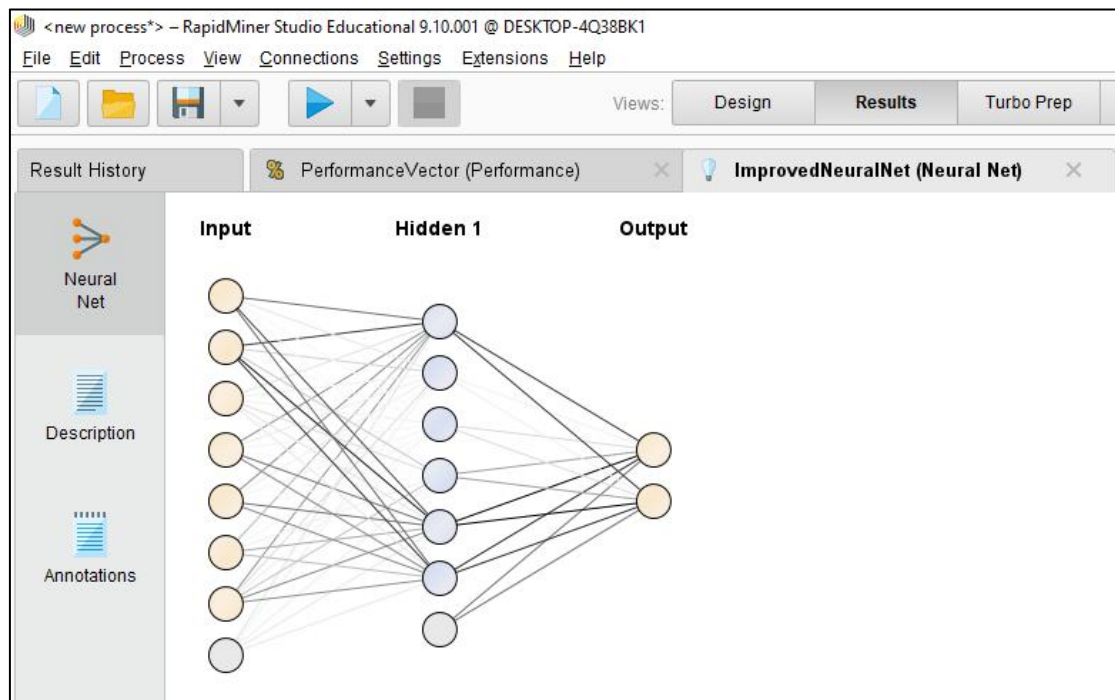 <new process*> – RapidMiner Studio Educational 9.10.001 @ DESKTOP-4Q38BK1
File Edit Process View Connections Settings Extensions Help
Views: Design Results Turbo Prep
Result History PerformanceVector (Performance) ImprovedNeuralNet (Neural Net)
Input Hidden 1 Output
Neural
Net
Description
Annotations